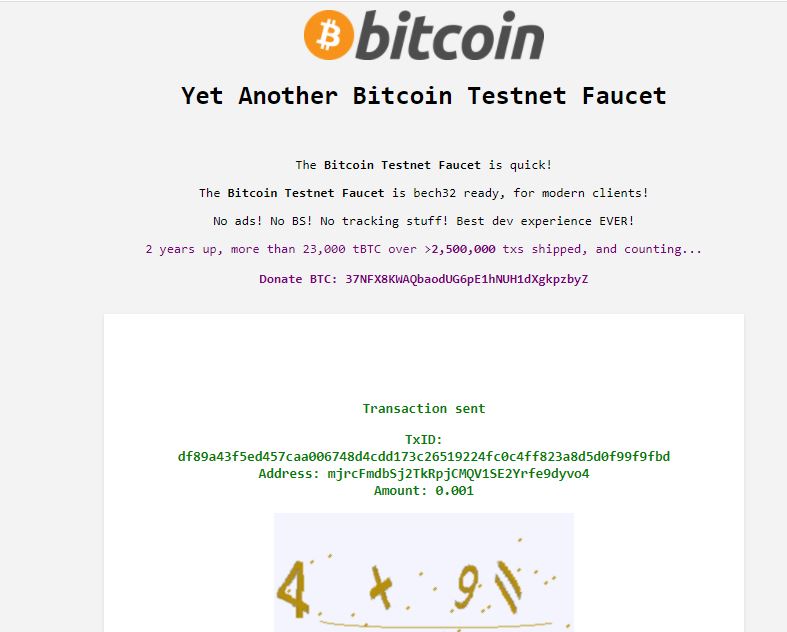 bitcoin
Yet Another Bitcoin Testnet Faucet
The Bitcoin Testnet Faucet is quick!
The Bitcoin Testnet Faucet is bech32 ready, for modern clients!
No ads! No BS! No tracking stuff! Best dev experience EVER!
2 years up, more than 23,000 tBTC over >2,500,000 txs shipped, and counting...
Donate BTC: 37NFX8KWAQbaodUG6pE1hNUH1dXgkpzbyZ
Transaction sent
TxID:
df89a43f5ed457caa006748d4cdd173c26519224fc0c4ff823a8d5d0f99f9fbd
Address: mjrcFmdbSj2TkRpjCMQV1SE2Yrfe9dyvo4
Amount: 0.001